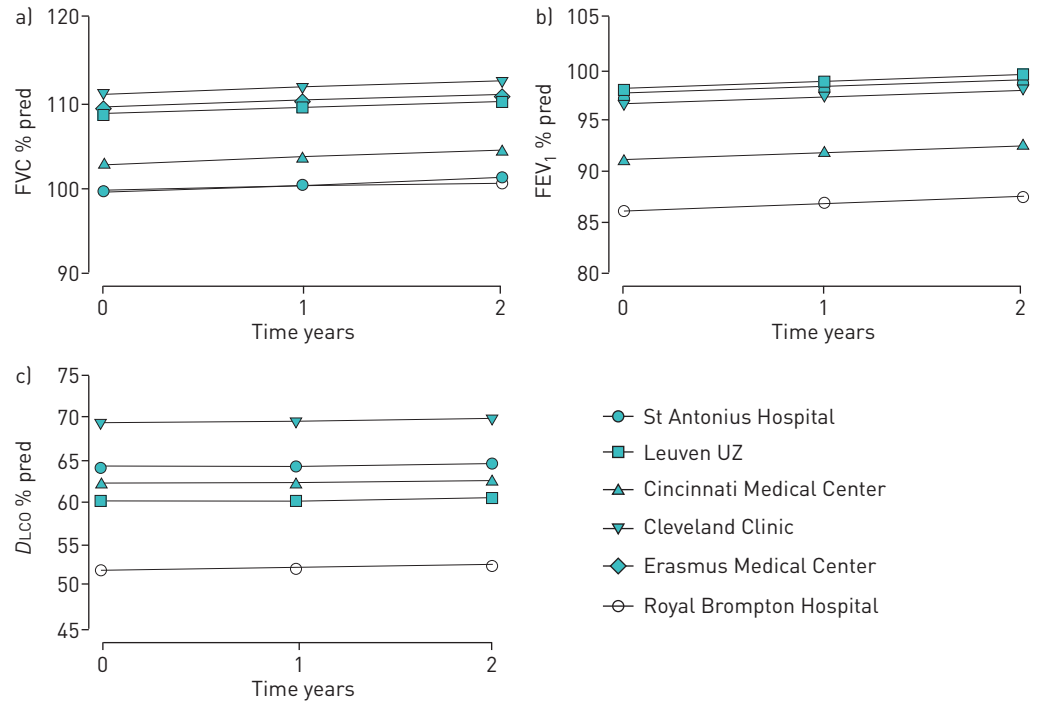 a) 120
110
100
90
FVC % pred
0 1 2
Time years
b) 105
100
95
90
85
80
FEV1 % pred
0 1 2
Time years
c) 75
70
65
60
55
50
45
DLCO % pred
0 1 2
Time years
St Antonius Hospital
Leuven UZ
Cincinnati Medical Center
Cleveland Clinic
Erasmus Medical Center
Royal Brompton Hospital